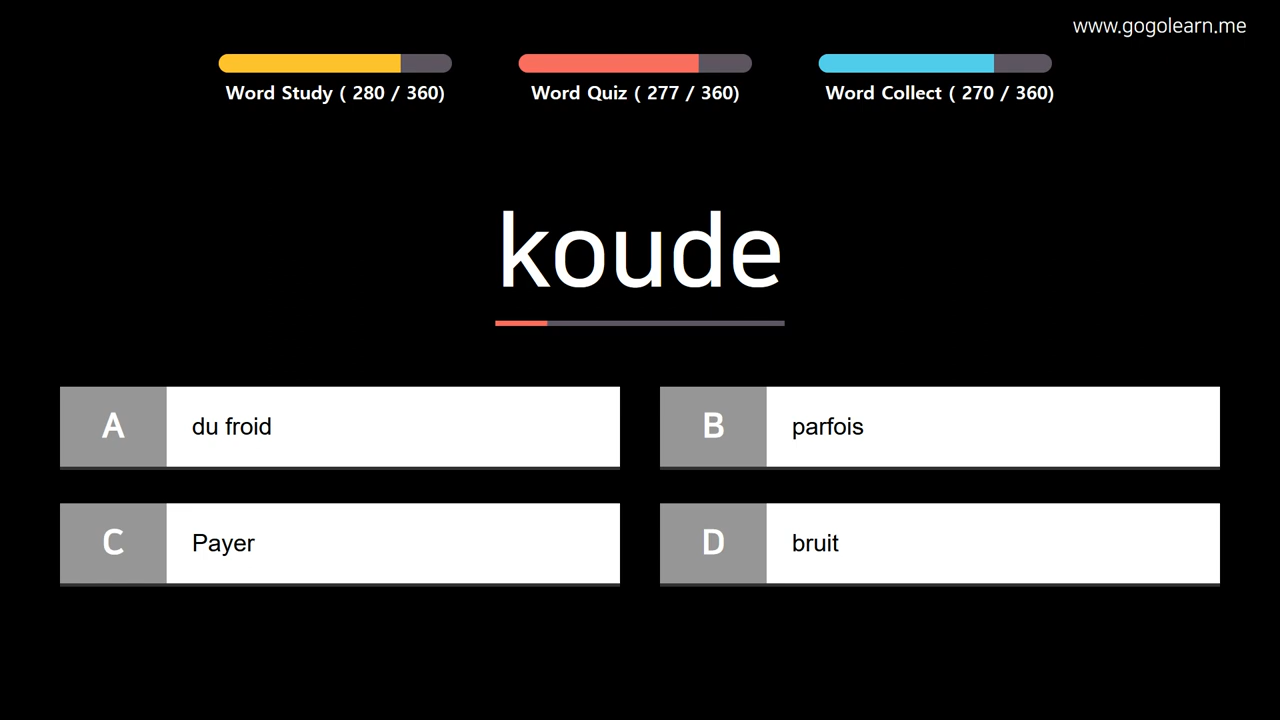 www.gogolearn.me
Word Study ( 280 / 360)
Word Quiz ( 277 / 360)
Word Collect ( 270 / 360)
koude
A du froid
B parfois
C Payer
D bruit